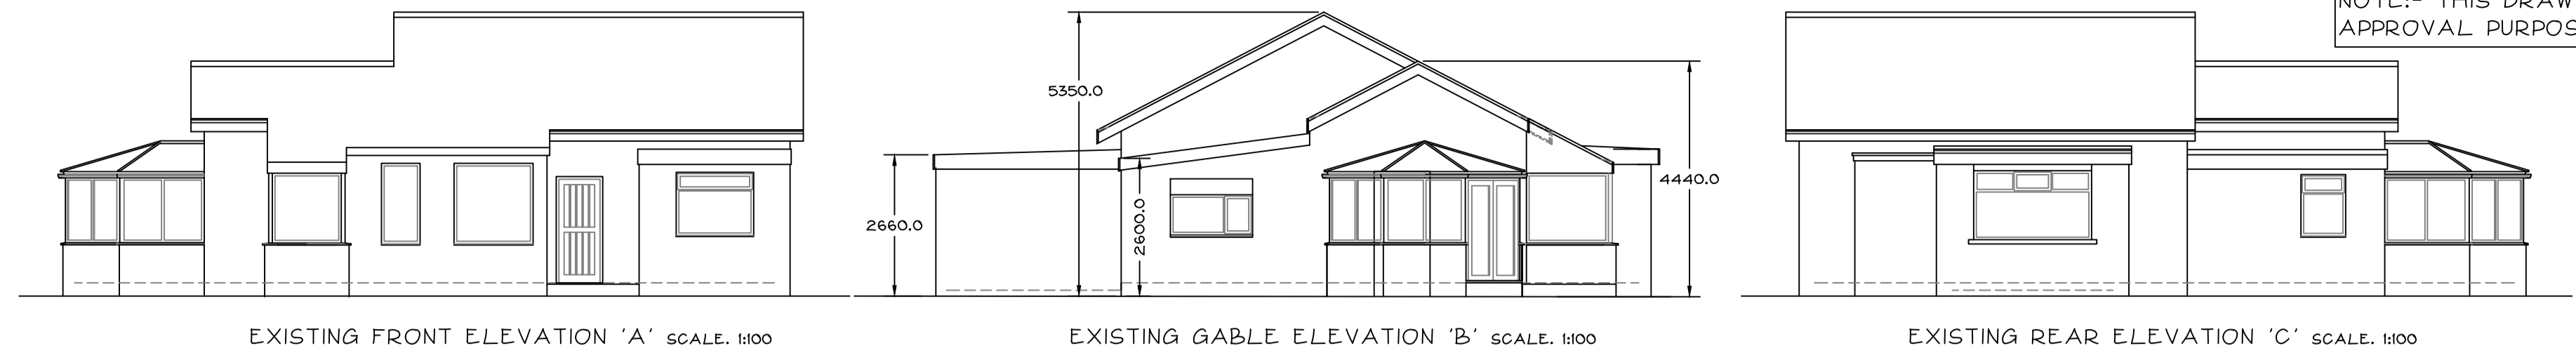 NOTE:- THIS DRAW
APPROVAL PURPOS
5350.0
4440.0
2660.0
2600.0
EXISTING FRONT ELEVATION 'A' SCALE. 1:100
EXISTING GABLE ELEVATION 'B' SCALE. 1:100
EXISTING REAR ELEVATION 'C' SCALE. 1:100